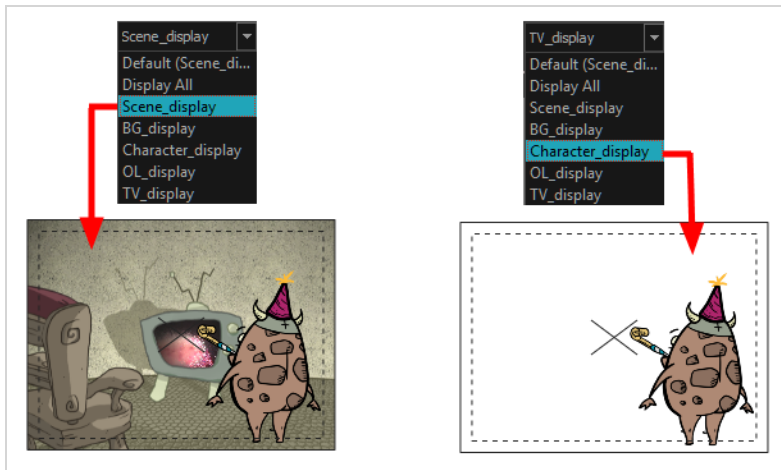 Scene_display
Default (Scene_di...
Display All
Scene_display
BG_display
Character_display
OL_display
TV_display
TV_display
Default (Scene_di...
Display All
Scene_display
BG_display
Character_display
OL_display
TV_display